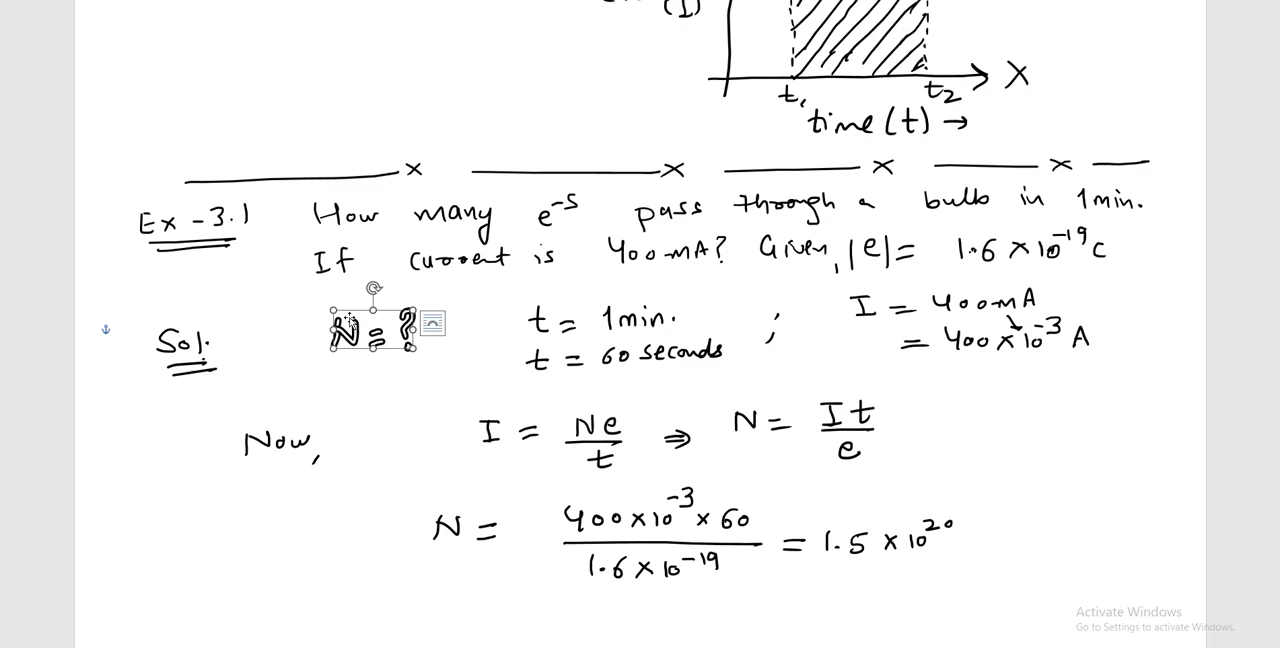 (I)
t₁ t₂ X
time (t) →
Ex - 3.1 How many e⁻ˢ pass through a bulb in 1 min.
If current is 400 mA? Given, |e| = 1.6 × 10⁻¹⁹ C
Sol. N = ? t = 1 min. ; I = 400 mA
t = 60 seconds = 400 × 10⁻³ A
Now, I = Ne/t ⇒ N = It/e
N = 400 × 10⁻³ × 60 / 1.6 × 10⁻¹⁹ = 1.5 × 10²⁰
Activate Windows
Go to Settings to activate Windows.